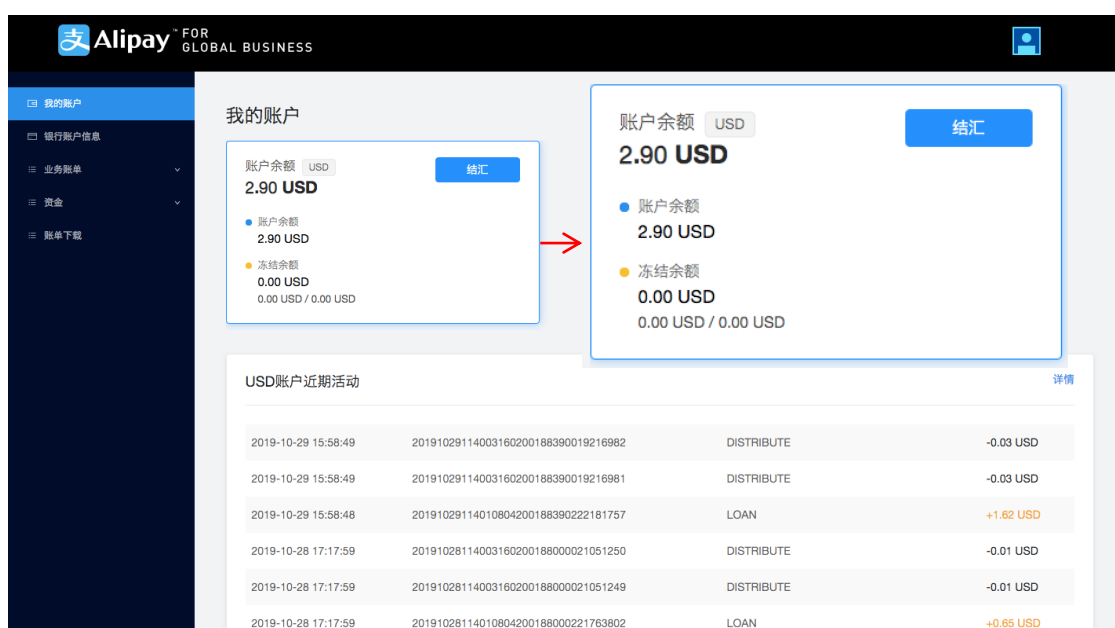 支 Alipay™ FOR
GLOBAL BUSINESS
我的账户
银行账户信息
业务账单
资金
账单下载
我的账户
账户余额 USD
结汇
2.90 USD
账户余额
2.90 USD
冻结余额
0.00 USD
0.00 USD / 0.00 USD
账户余额 USD
结汇
2.90 USD
账户余额
2.90 USD
冻结余额
0.00 USD
0.00 USD / 0.00 USD
USD账户近期活动 详情
2019-10-29 15:58:49 20191029114003160200188390019216982 DISTRIBUTE -0.03 USD
2019-10-29 15:58:49 20191029114003160200188390019216981 DISTRIBUTE -0.03 USD
2019-10-29 15:58:48 20191029114010804200188390222181757 LOAN +1.62 USD
2019-10-28 17:17:59 20191028114003160200188000021051250 DISTRIBUTE -0.01 USD
2019-10-28 17:17:59 20191028114003160200188000021051249 DISTRIBUTE -0.01 USD
2019-10-28 17:17:59 20191028114010804200188000221763802 LOAN +0.65 USD